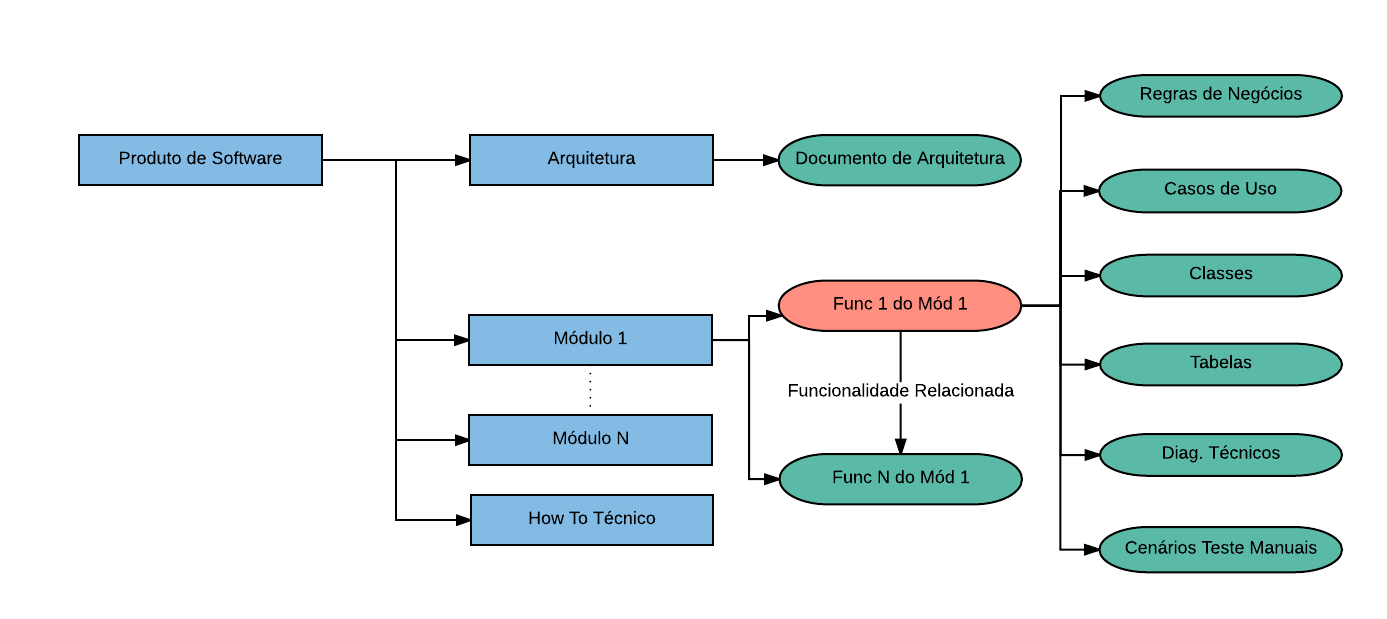 Produto de Software
Arquitetura
Documento de Arquitetura
Regras de Negócios
Casos de Uso
Classes
Func 1 do Mód 1
Módulo 1
Tabelas
Funcionalidade Relacionada
Módulo N
Diag. Técnicos
Func N do Mód 1
How To Técnico
Cenários Teste Manuais